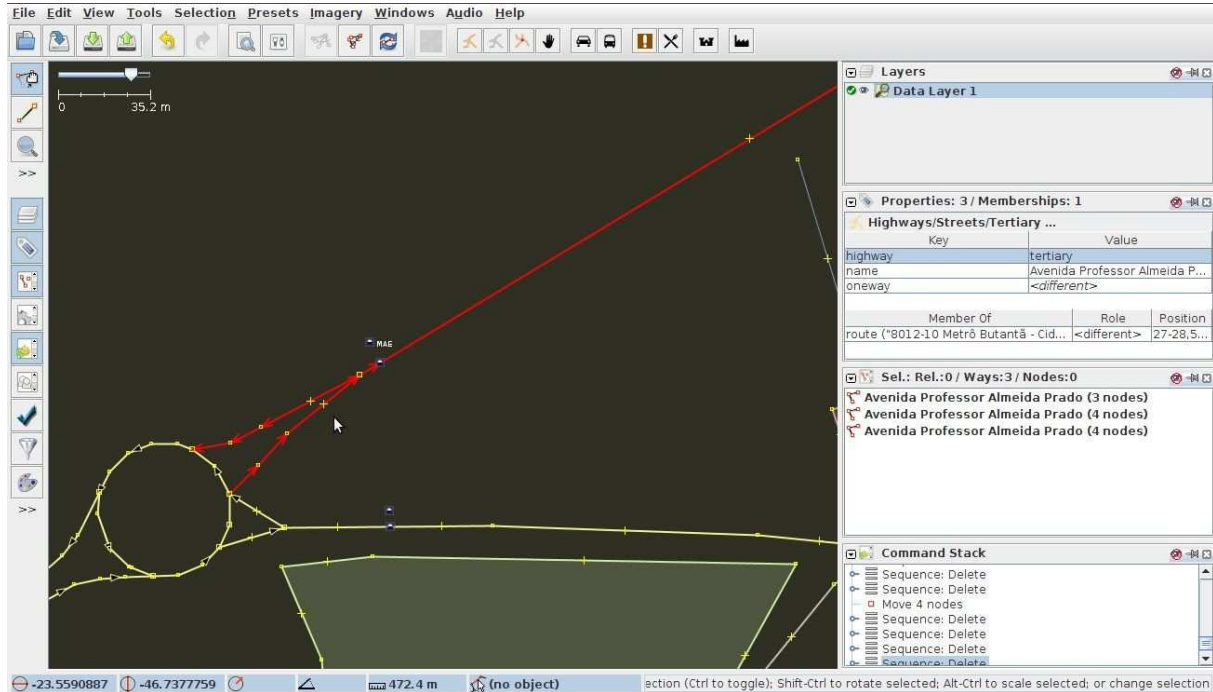 File Edit View Tools Selection Presets Imagery Windows Audio Help
>>
>>
0 35.2 m
MAE
Layers
Data Layer 1
Properties: 3 / Memberships: 1
Highways/Streets/Tertiary ...
Key Value
highway tertiary
name Avenida Professor Almeida P...
oneway <different>
Member Of Role Position
route ("8012-10 Metrô Butantã - Cid... <different> 27-28,5...
Sel.: Rel.:0 / Ways:3 / Nodes:0
Avenida Professor Almeida Prado (3 nodes)
Avenida Professor Almeida Prado (4 nodes)
Avenida Professor Almeida Prado (4 nodes)
Command Stack
Sequence: Delete
Sequence: Delete
Move 4 nodes
Sequence: Delete
Sequence: Delete
Sequence: Delete
Sequence: Delete
-23.5590887 -46.7377759 472.4 m (no object) ection (Ctrl to toggle); Shift-Ctrl to rotate selected; Alt-Ctrl to scale selected; or change selection